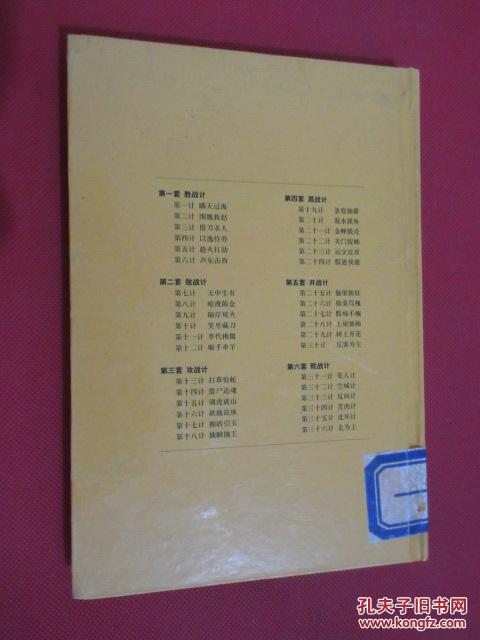 第一套 胜战计
第一计 瞒天过海
第二计 围魏救赵
第三计 借刀杀人
第四计 以逸待劳
第五计 趁火打劫
第六计 声东击西
第二套 敌战计
第七计 无中生有
第八计 暗渡陈仓
第九计 隔岸观火
第十计 笑里藏刀
第十一计 李代桃僵
第十二计 顺手牵羊
第三套 攻战计
第十三计 打草惊蛇
第十四计 借尸还魂
第十五计 调虎离山
第十六计 欲擒故纵
第十七计 抛砖引玉
第十八计 擒贼擒王
第四套 混战计
第十九计 釜底抽薪
第二十计 混水摸鱼
第二十一计 金蝉脱壳
第二十二计 关门捉贼
第二十三计 远交近攻
第二十四计 假道伐虢
第五套 并战计
第二十五计 偷梁换柱
第二十六计 指桑骂槐
第二十七计 假痴不癫
第二十八计 上屋抽梯
第二十九计 树上开花
第三十计 反客为主
第六套 败战计
第三十一计 美人计
第三十二计 空城计
第三十三计 反间计
第三十四计 苦肉计
第三十五计 连环计
第三十六计 走为上
孔夫子旧书网
www.kongfz.com